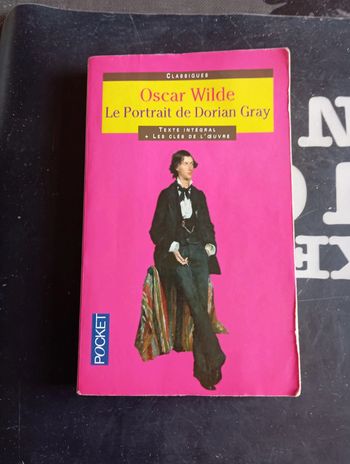 CLASSIQUES
Oscar Wilde
Le Portrait de Dorian Gray
TEXTE INTÉGRAL
+ LES CLÉS DE L'ŒUVRE
POCKET